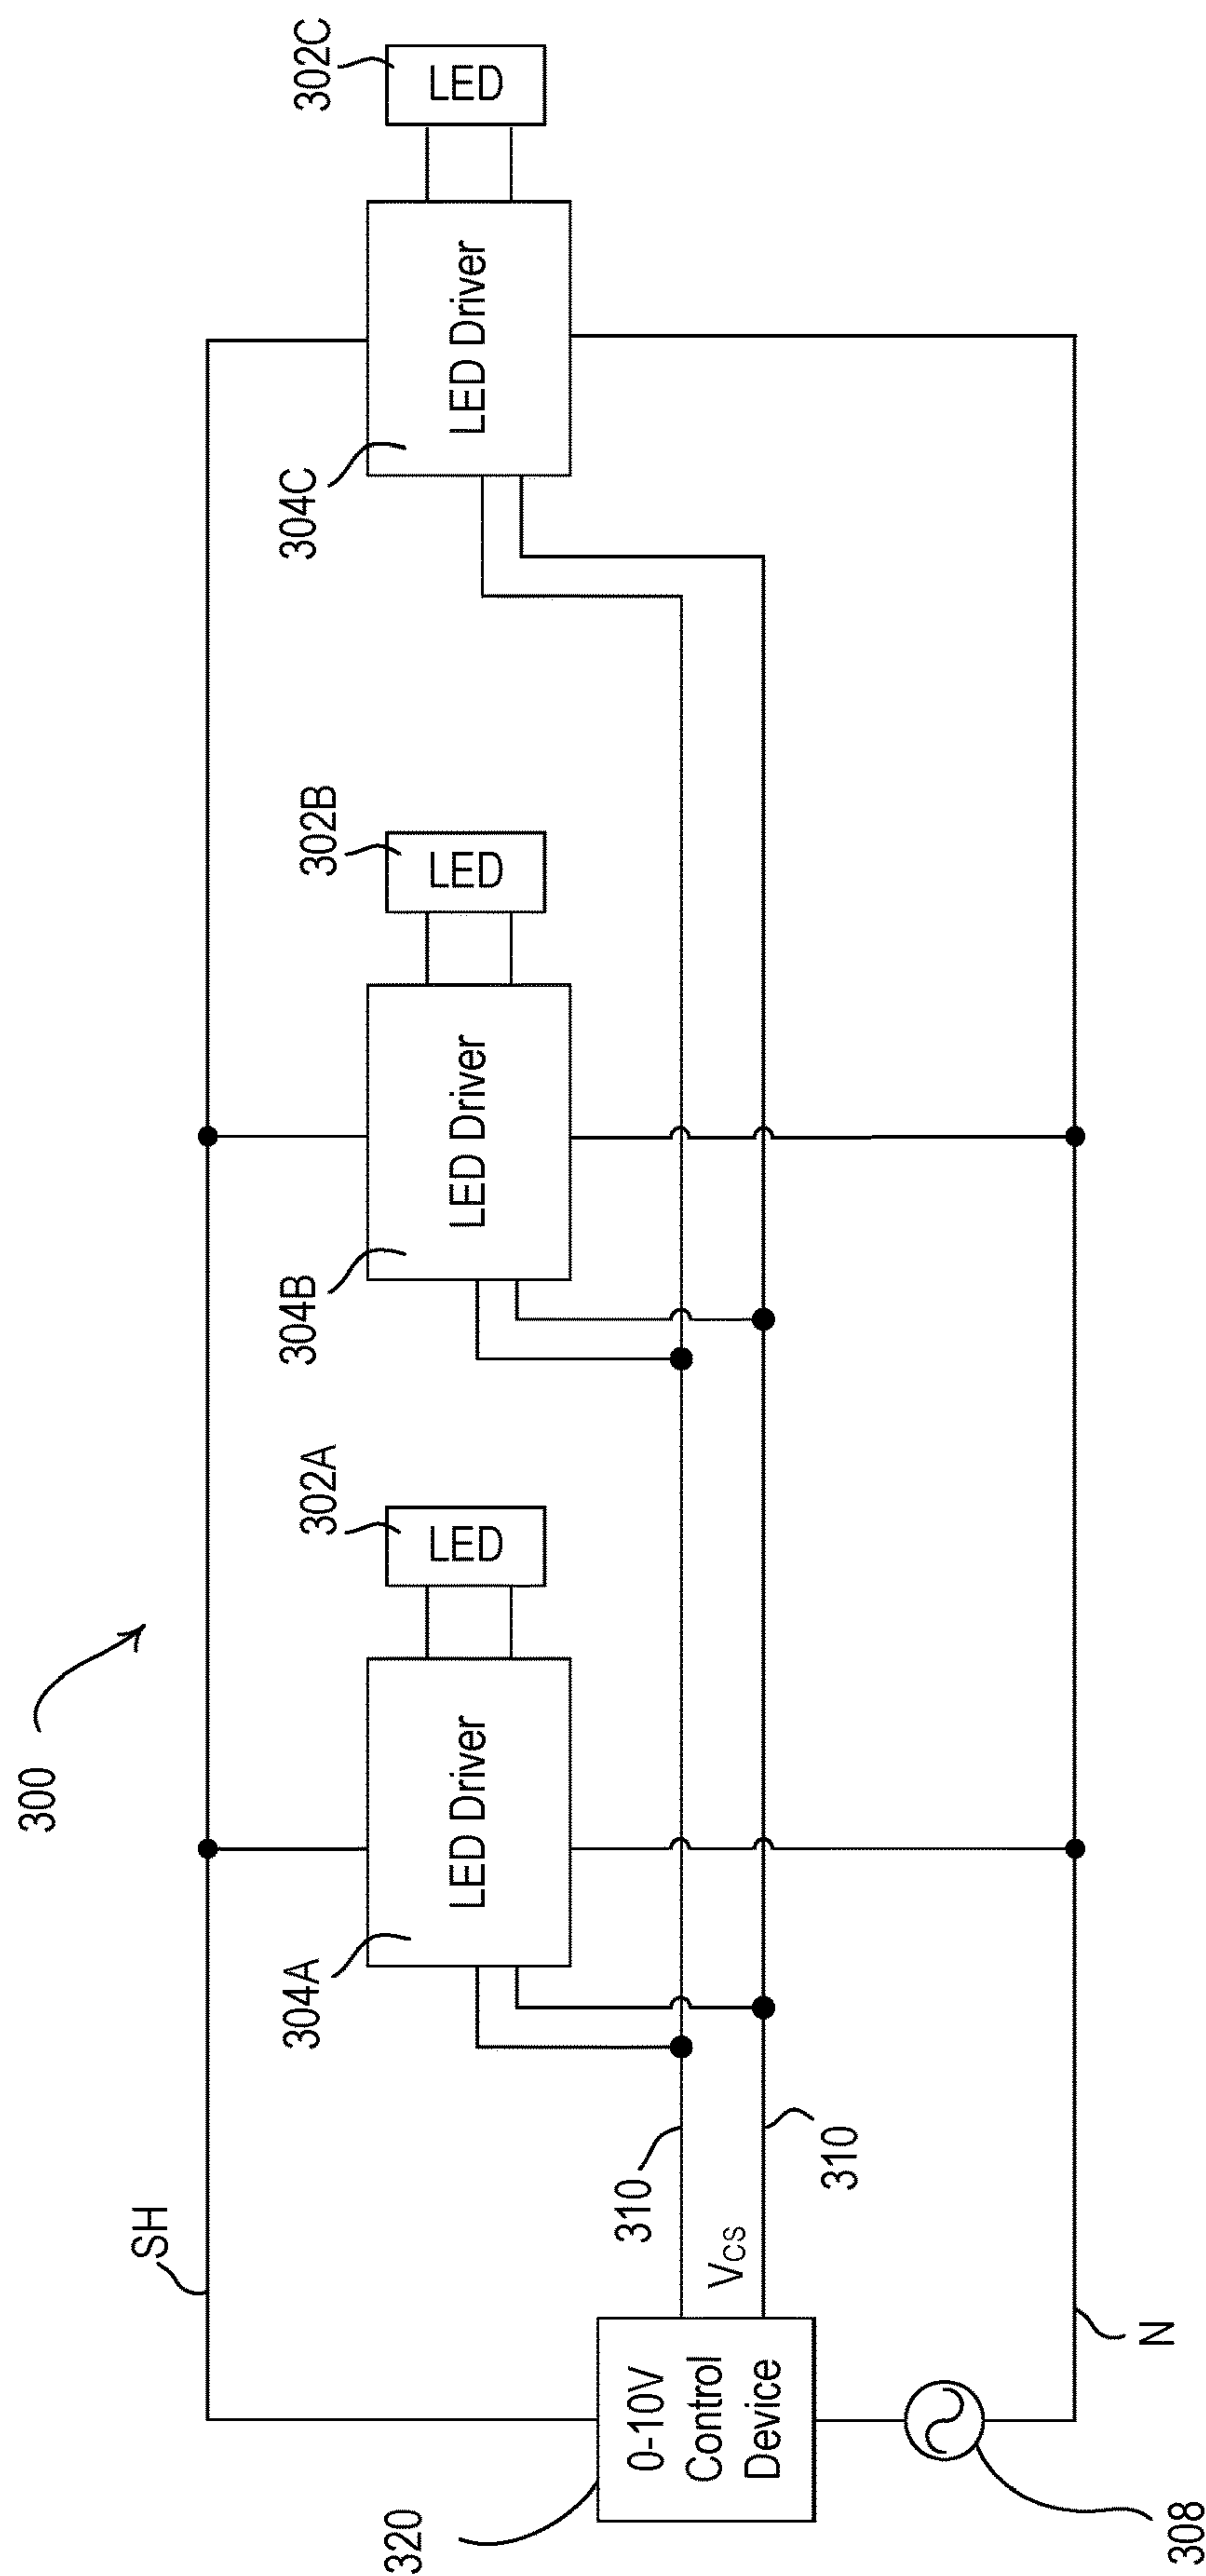 300
SH
320
0-10V
Control
Device
308
N
VCS
310
310
304A
LED Driver
302A
LED
304B
LED Driver
302B
LED
304C
LED Driver
302C
LED